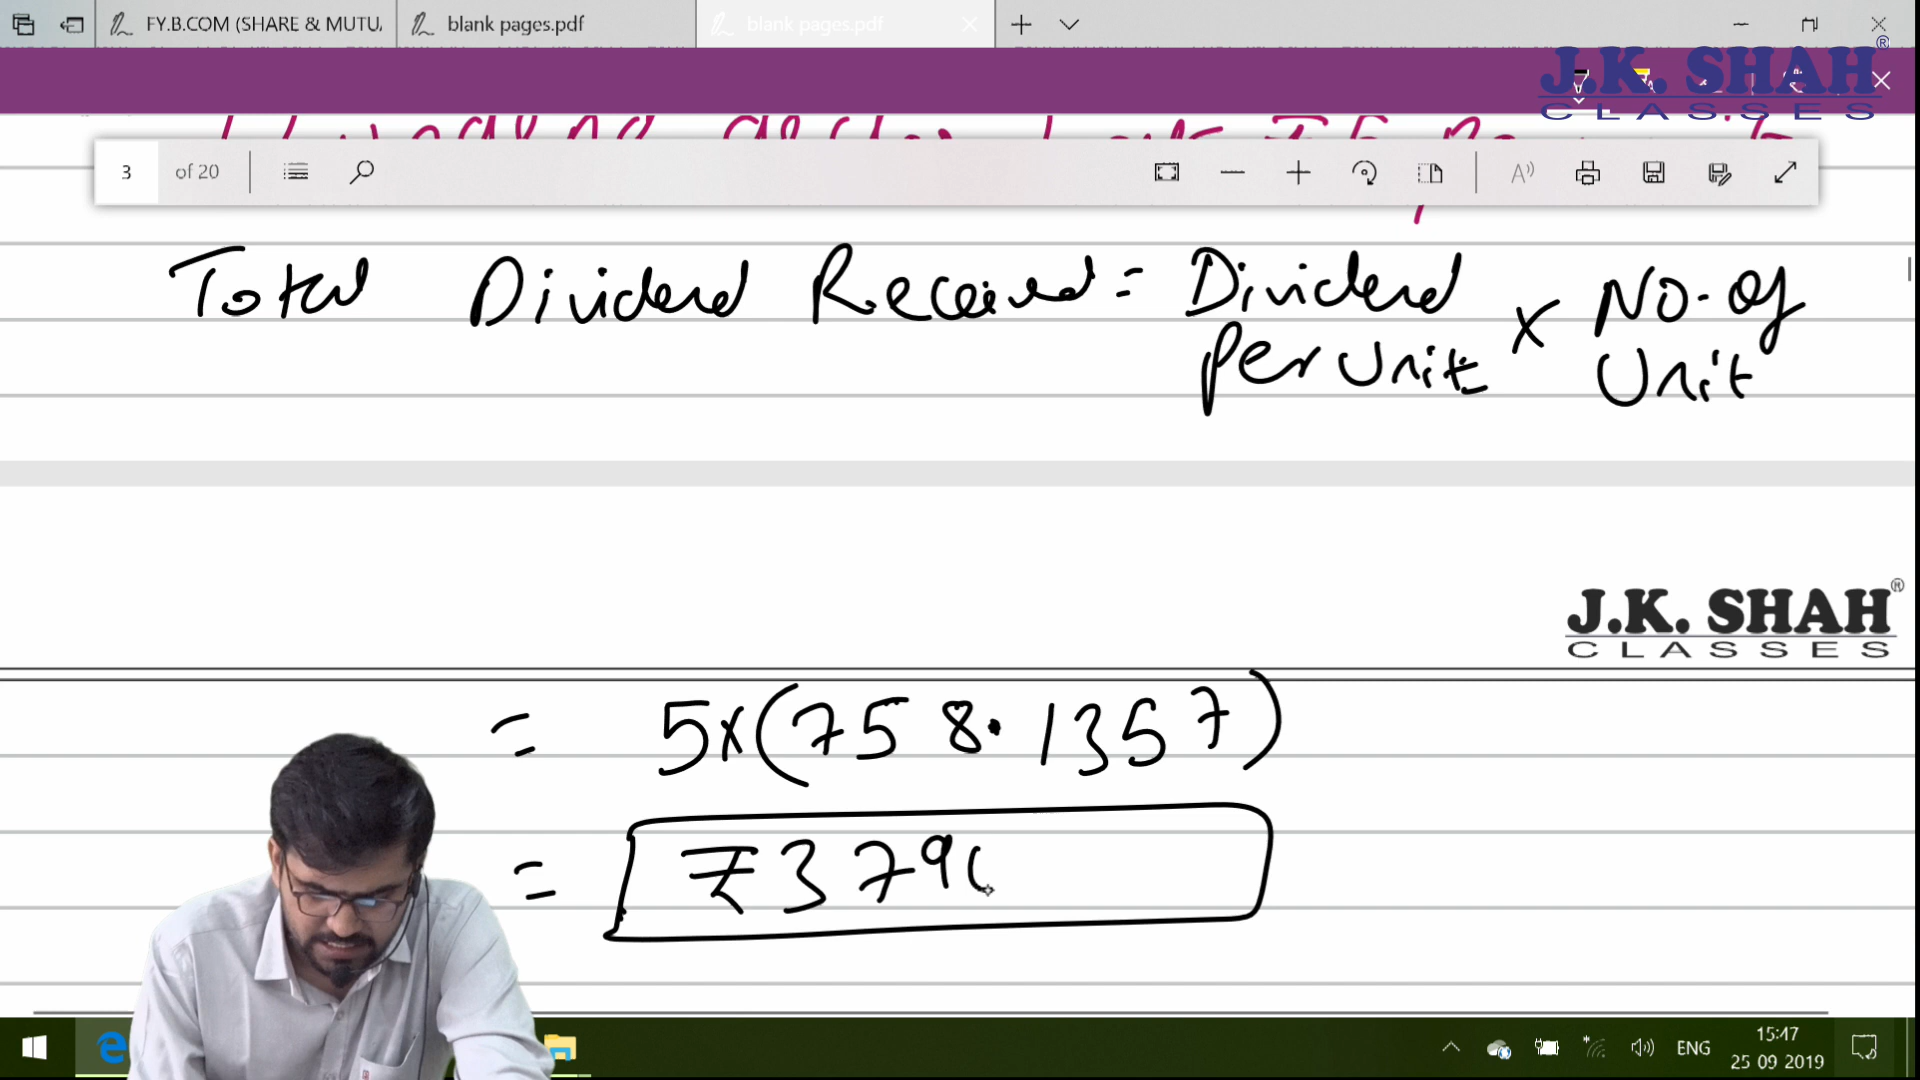 FY.B.COM (SHARE & MUTU
blank pages.pdf
blank pages.pdf
J.K. SHAH®
CLASSES
3 of 20
Total Dividend Received = Dividend per Unit × No. of Unit
J.K. SHAH®
CLASSES
= 5×(758.1357)
= ₹379
15:47
ENG
25 09 2019